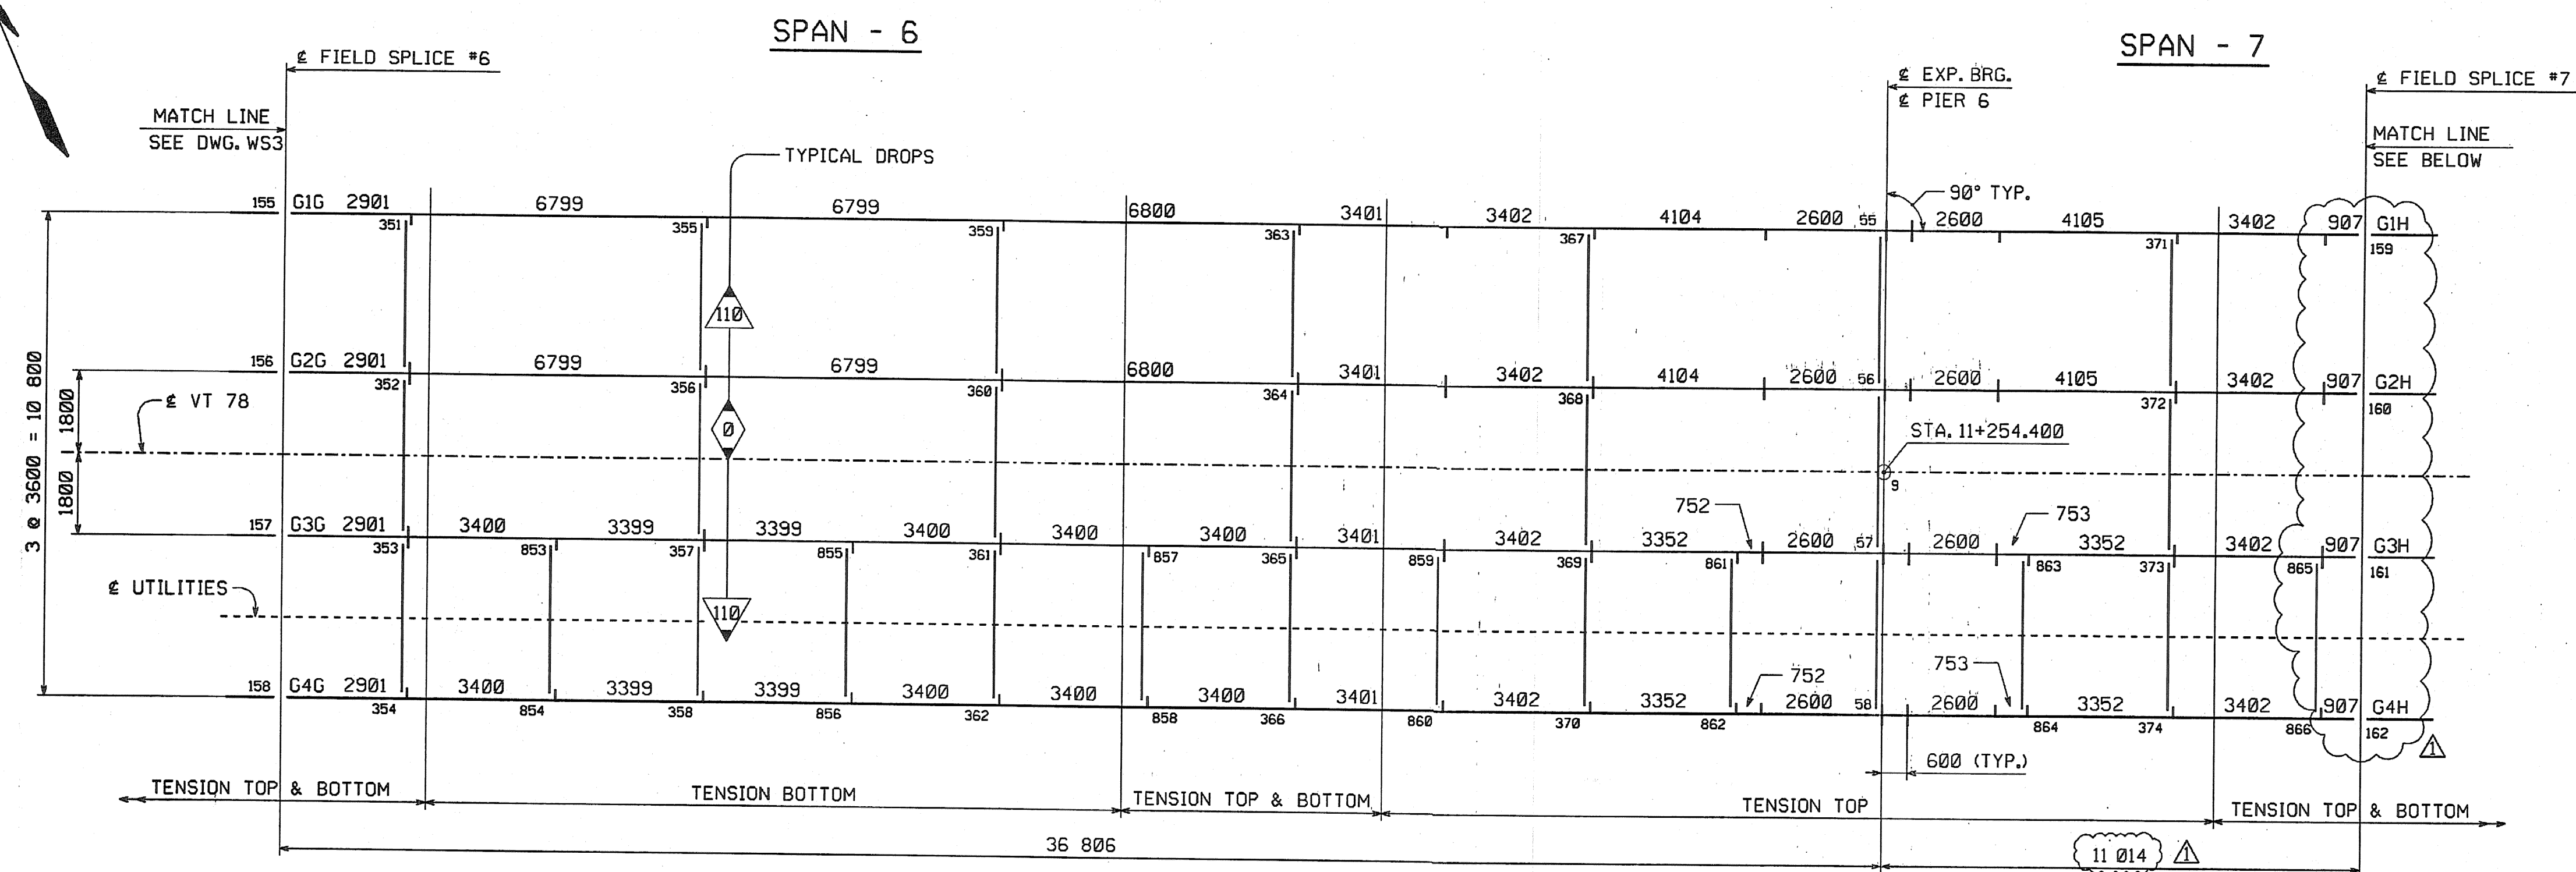 SPAN - 6
SPAN - 7
℄ FIELD SPLICE #6
℄ EXP. BRG.
℄ PIER 6
℄ FIELD SPLICE #7
MATCH LINE
SEE DWG. WS3
MATCH LINE
SEE BELOW
TYPICAL DROPS
90° TYP.
155 G1G 2901 6799 6799 6800 3401 3402 4104 2600 55 2600 4105 3402 907 G1H
351 355 359 363 367 371 159
110
3 @ 3600 = 10 800
1800
1800
156 G2G 2901 6799 6799 6800 3401 3402 4104 2600 56 2600 4105 3402 907 G2H
352 356 360 364 368 372 160
℄ VT 78
0
STA. 11+254.400
9
752
753
157 G3G 2901 3400 3399 3399 3400 3400 3400 3401 3402 3352 2600 57 2600 3352 3402 907 G3H
353 853 357 855 361 857 365 859 369 861 863 373 865 161
℄ UTILITIES
110
752
753
158 G4G 2901 3400 3399 3399 3400 3400 3400 3401 3402 3352 2600 58 2600 3352 3402 907 G4H
354 854 358 856 362 858 366 860 370 862 864 374 866 162
1
600 (TYP.)
TENSION TOP & BOTTOM
TENSION BOTTOM
TENSION TOP & BOTTOM
TENSION TOP
TENSION TOP & BOTTOM
36 806
11 014
1